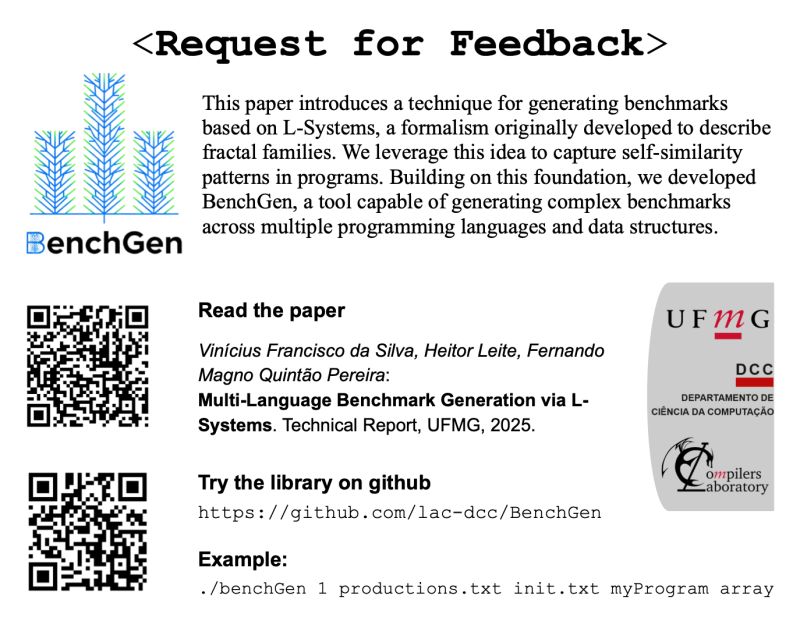 <Request for Feedback>
This paper introduces a technique for generating benchmarks
based on L-Systems, a formalism originally developed to describe
fractal families. We leverage this idea to capture self-similarity
patterns in programs. Building on this foundation, we developed
BenchGen, a tool capable of generating complex benchmarks
across multiple programming languages and data structures.
BenchGen
Read the paper
Vinícius Francisco da Silva, Heitor Leite, Fernando
Magno Quintão Pereira:
Multi-Language Benchmark Generation via L-
Systems. Technical Report, UFMG, 2025.
UFmG
DCC
DEPARTAMENTO DE
CIÊNCIA DA COMPUTAÇÃO
Compilers
Laboratory
Try the library on github
https://github.com/lac-dcc/BenchGen
Example:
./benchGen 1 productions.txt init.txt myProgram array